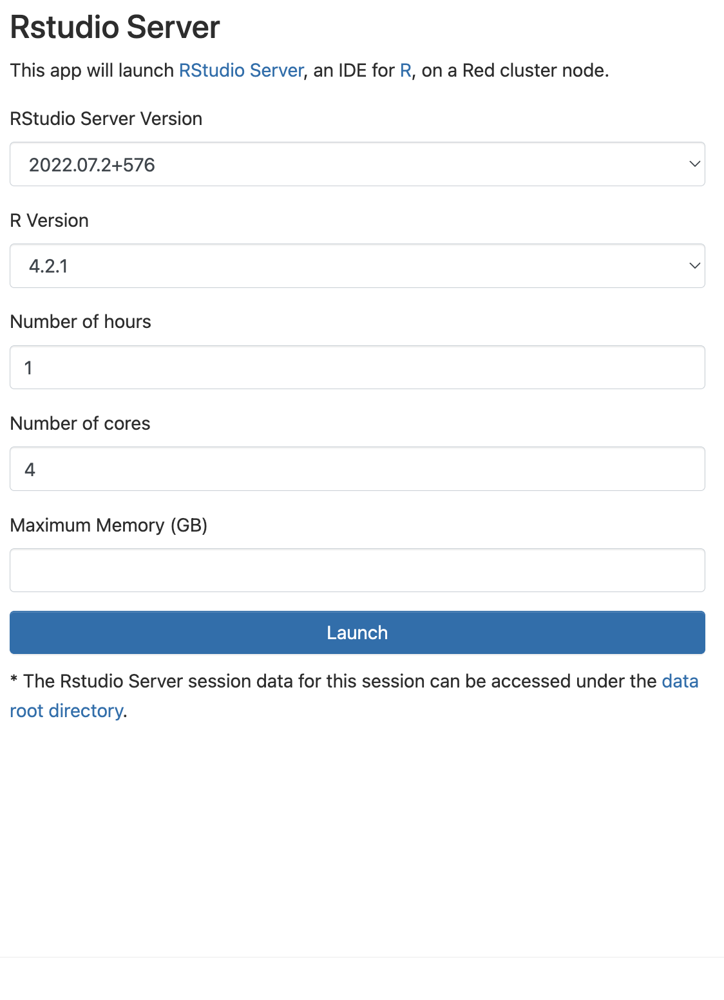 Rstudio Server
This app will launch RStudio Server, an IDE for R, on a Red cluster node.
RStudio Server Version
2022.07.2+576
R Version
4.2.1
Number of hours
1
Number of cores
4
Maximum Memory (GB)
Launch
* The Rstudio Server session data for this session can be accessed under the data
root directory.